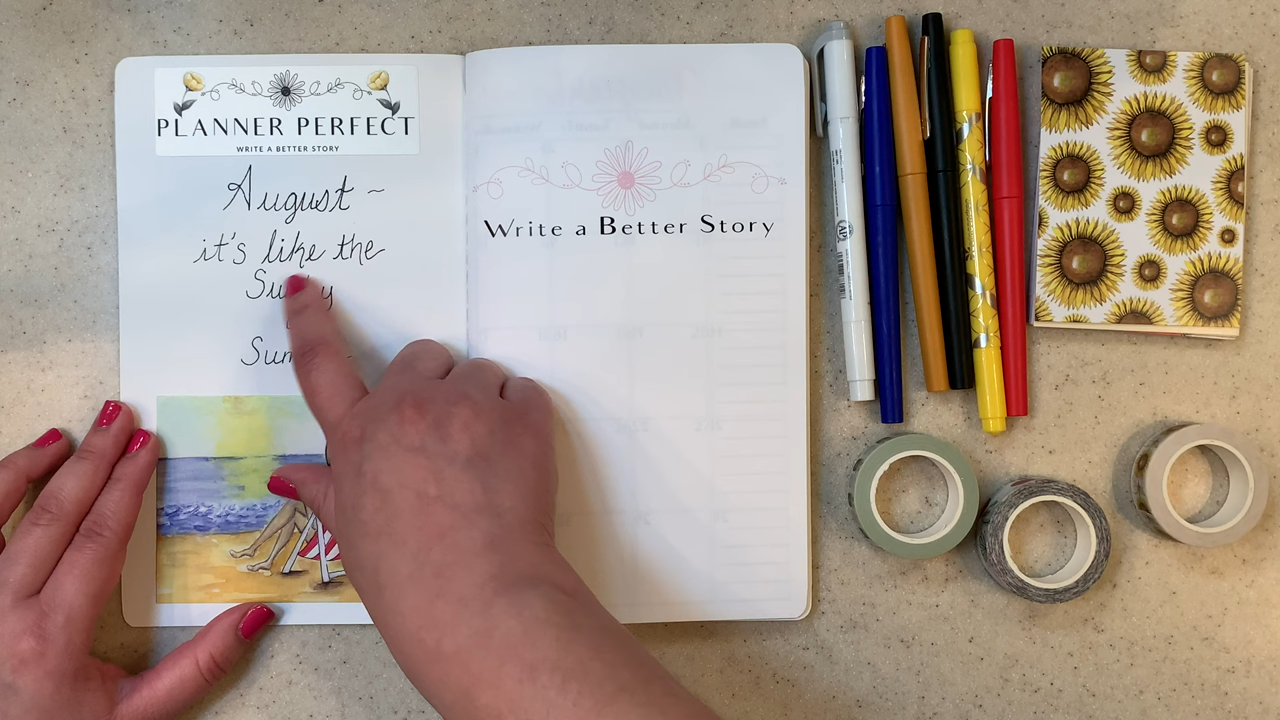 PLANNER PERFECT
WRITE A BETTER STORY
August ~
it's like the
Write a Better Story